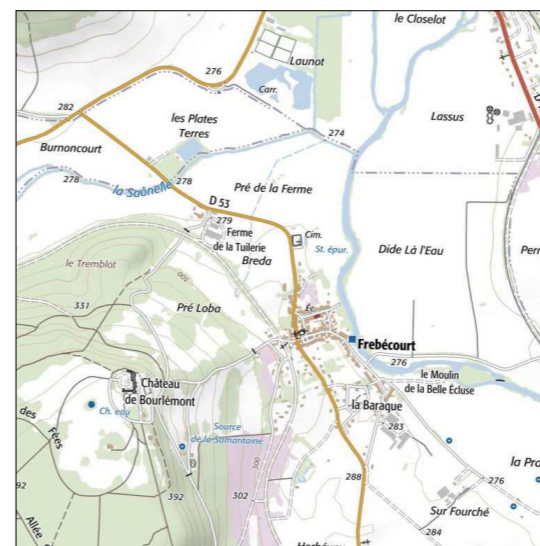 le Closelot
276
Launot
Carr.
282
les Plates
Terres
274
Lassus
Burnoncourt
278
la Saônelle
278
Pré de la Ferme
D 53
279
Ferme
de la Tuilerie
Cim.
St. épur.
Dide Là l'Eau
Breda
le Tremblot
300
331
Pré Loba
Éc.
Frebécourt
276
le Moulin
de la Belle Écluse
Château
de Bourlémont
Ch. eau
la Baraque
des
Fées
Source
de la Samaritaine
283
300
288
276
392
302
Sur Fourché
284
Allée